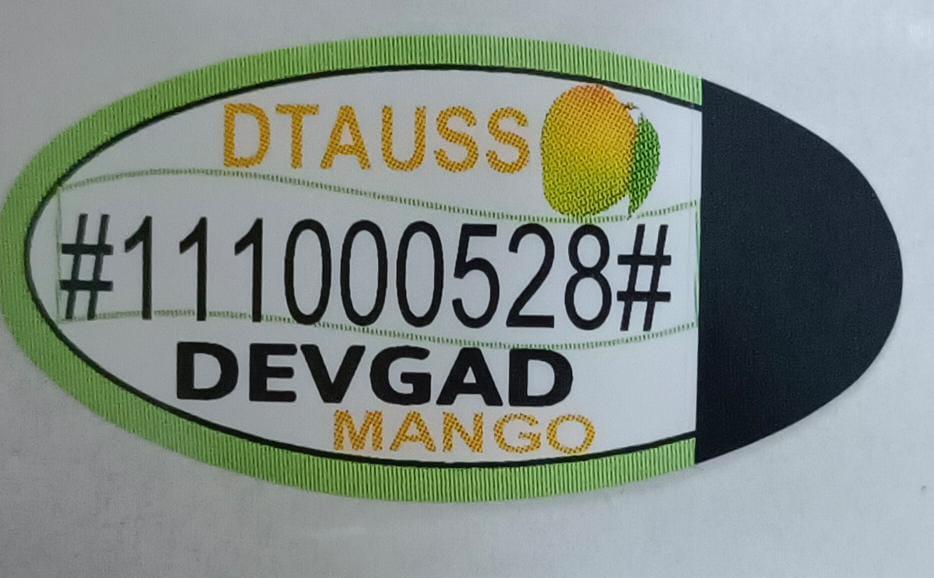 DTAUSS
#111000528#
DEVGAD
MANGO